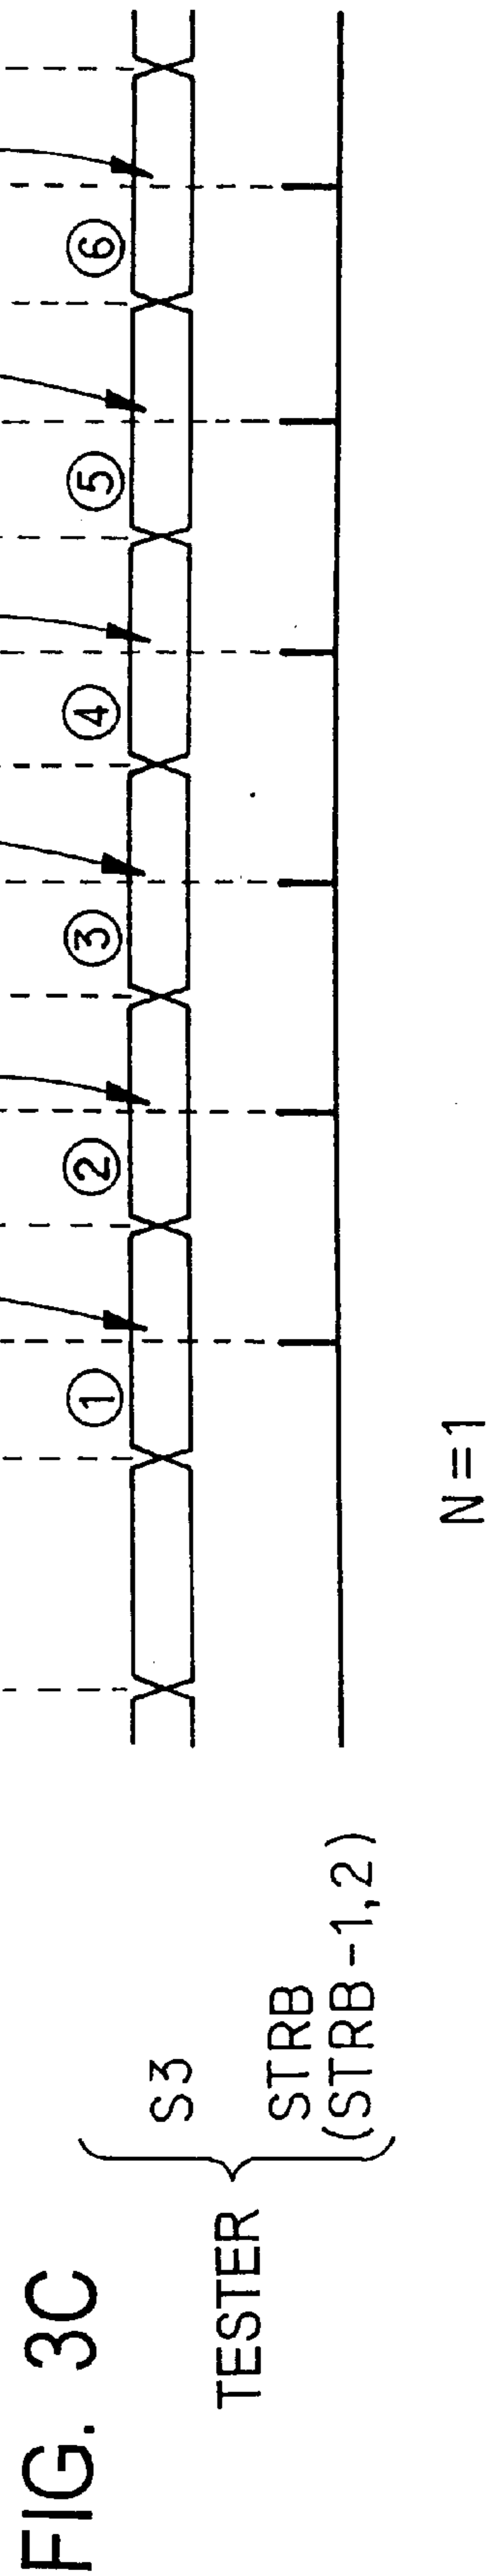 FIG. 3C
TESTER
S3
① ② ③ ④ ⑤ ⑥
STRB
(STRB-1,2)
N=1